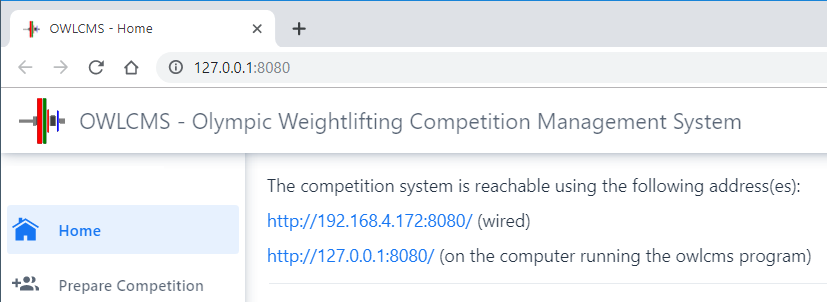 OWLCMS - Home
127.0.0.1:8080
OWLCMS - Olympic Weightlifting Competition Management System
The competition system is reachable using the following address(es):
Home
http://192.168.4.172:8080/ (wired)
http://127.0.0.1:8080/ (on the computer running the owlcms program)
Prepare Competition